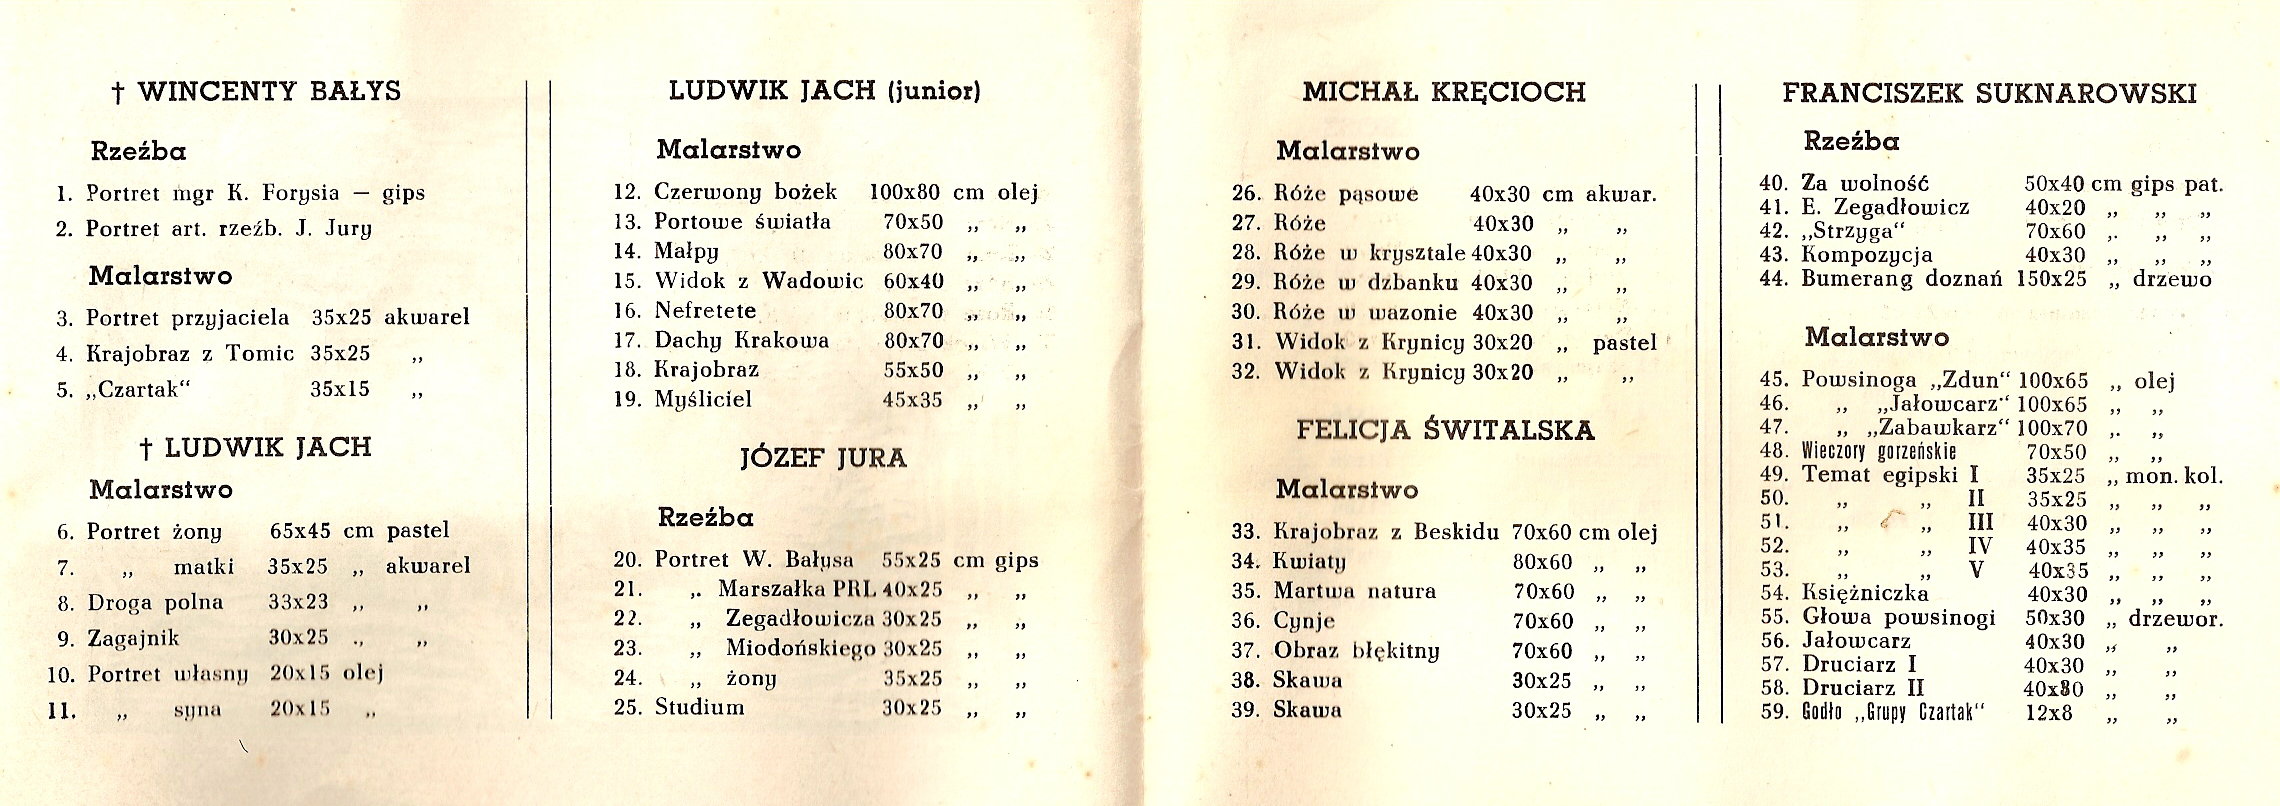 † WINCENTY BAŁYS
Rzeźba
1. Portret mgr K. Forysia — gips
2. Portret art. rzeźb. J. Jury
Malarstwo
3. Portret przyjaciela 35x25 akwarel
4. Krajobraz z Tomic 35x25 „
5. „Czartak“ 35x15 „
† LUDWIK JACH
Malarstwo
6. Portret żony 65x45 cm pastel
7. „ matki 35x25 „ akwarel
8. Droga polna 33x23 „ „
9. Zagajnik 30x25 „ „
10. Portret własny 20x15 olej
11. „ syna 20x15 „
LUDWIK JACH (junior)
Malarstwo
12. Czerwony bożek 100x80 cm olej
13. Portowe światła 70x50 „ „
14. Małpy 80x70 „ „
15. Widok z Wadowic 60x40 „ „
16. Nefretete 80x70 „ „
17. Dachy Krakowa 80x70 „ „
18. Krajobraz 55x50 „ „
19. Myśliciel 45x35 „ „
JÓZEF JURA
Rzeźba
20. Portret W. Bałysa 55x25 cm gips
21. „ Marszałka PRL 40x25 „ „
22. „ Zegadłowicza 30x25 „ „
23. „ Miodońskiego 30x25 „ „
24. „ żony 35x25 „ „
25. Studium 30x25 „ „
MICHAŁ KRĘCIOCH
Malarstwo
26. Róże pąsowe 40x30 cm akwar.
27. Róże 40x30 „ „
28. Róże w krysztale 40x30 „ „
29. Róże w dzbanku 40x30 „ „
30. Róże w wazonie 40x30 „ „
31. Widok z Krynicy 30x20 „ pastel
32. Widok z Krynicy 30x20 „ „
FELICJA ŚWITALSKA
Malarstwo
33. Krajobraz z Beskidu 70x60 cm olej
34. Kwiaty 80x60 „ „
35. Martwa natura 70x60 „ „
36. Cynje 70x60 „ „
37. Obraz błękitny 70x60 „ „
38. Skawa 30x25 „ „
39. Skawa 30x25 „ „
FRANCISZEK SUKNAROWSKI
Rzeźba
40. Za wolność 50x40 cm gips pat.
41. E. Zegadłowicz 40x20 „ „ „
42. „Strzyga“ 70x60 „ „ „
43. Kompozycja 40x30 „ „ „
44. Bumerang doznań 150x25 „ drzewo
Malarstwo
45. Powsinoga „Zdun“ 100x65 „ olej
46. „ „Jałowcarz“ 100x65 „ „
47. „ „Zabawkarz“ 100x70 „ „
48. Wieczory gorzeńskie 70x50 „ „
49. Temat egipski I 35x25 „ mon. kol.
50. „ „ II 35x25 „ „ „
51. „ „ III 40x30 „ „ „
52. „ „ IV 40x35 „ „ „
53. „ „ V 40x35 „ „ „
54. Księżniczka 40x30 „ „ „
55. Głowa powsinogi 50x30 „ drzewor.
56. Jałowcarz 40x30 „ „
57. Druciarz I 40x30 „ „
58. Druciarz II 40x30 „ „
59. Godło „Grupy Czartak“ 12x8 „ „